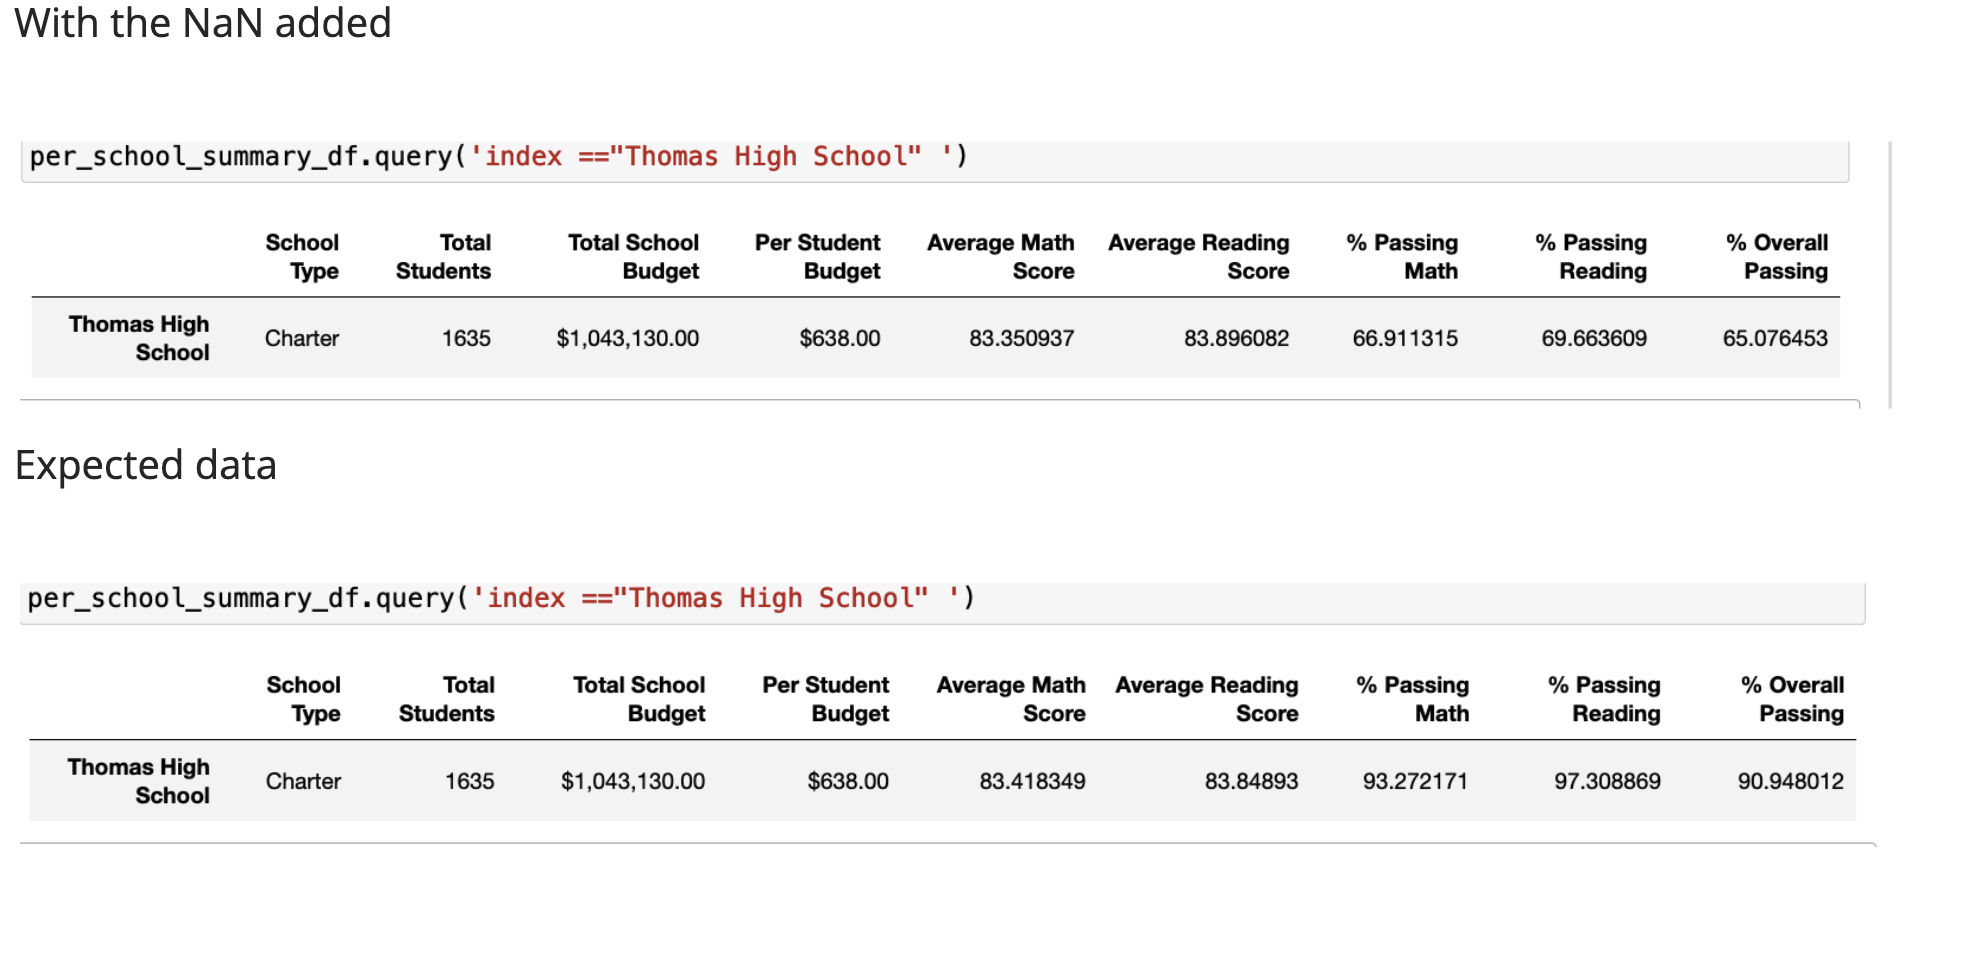 With the NaN added
per_school_summary_df.query('index =="Thomas High School" ')
School Total Total School Per Student Average Math Average Reading % Passing % Passing % Overall
Type Students Budget Budget Score Score Math Reading Passing
Thomas High
School Charter 1635 $1,043,130.00 $638.00 83.350937 83.896082 66.911315 69.663609 65.076453
Expected data
per_school_summary_df.query('index =="Thomas High School" ')
School Total Total School Per Student Average Math Average Reading % Passing % Passing % Overall
Type Students Budget Budget Score Score Math Reading Passing
Thomas High
School Charter 1635 $1,043,130.00 $638.00 83.418349 83.84893 93.272171 97.308869 90.948012